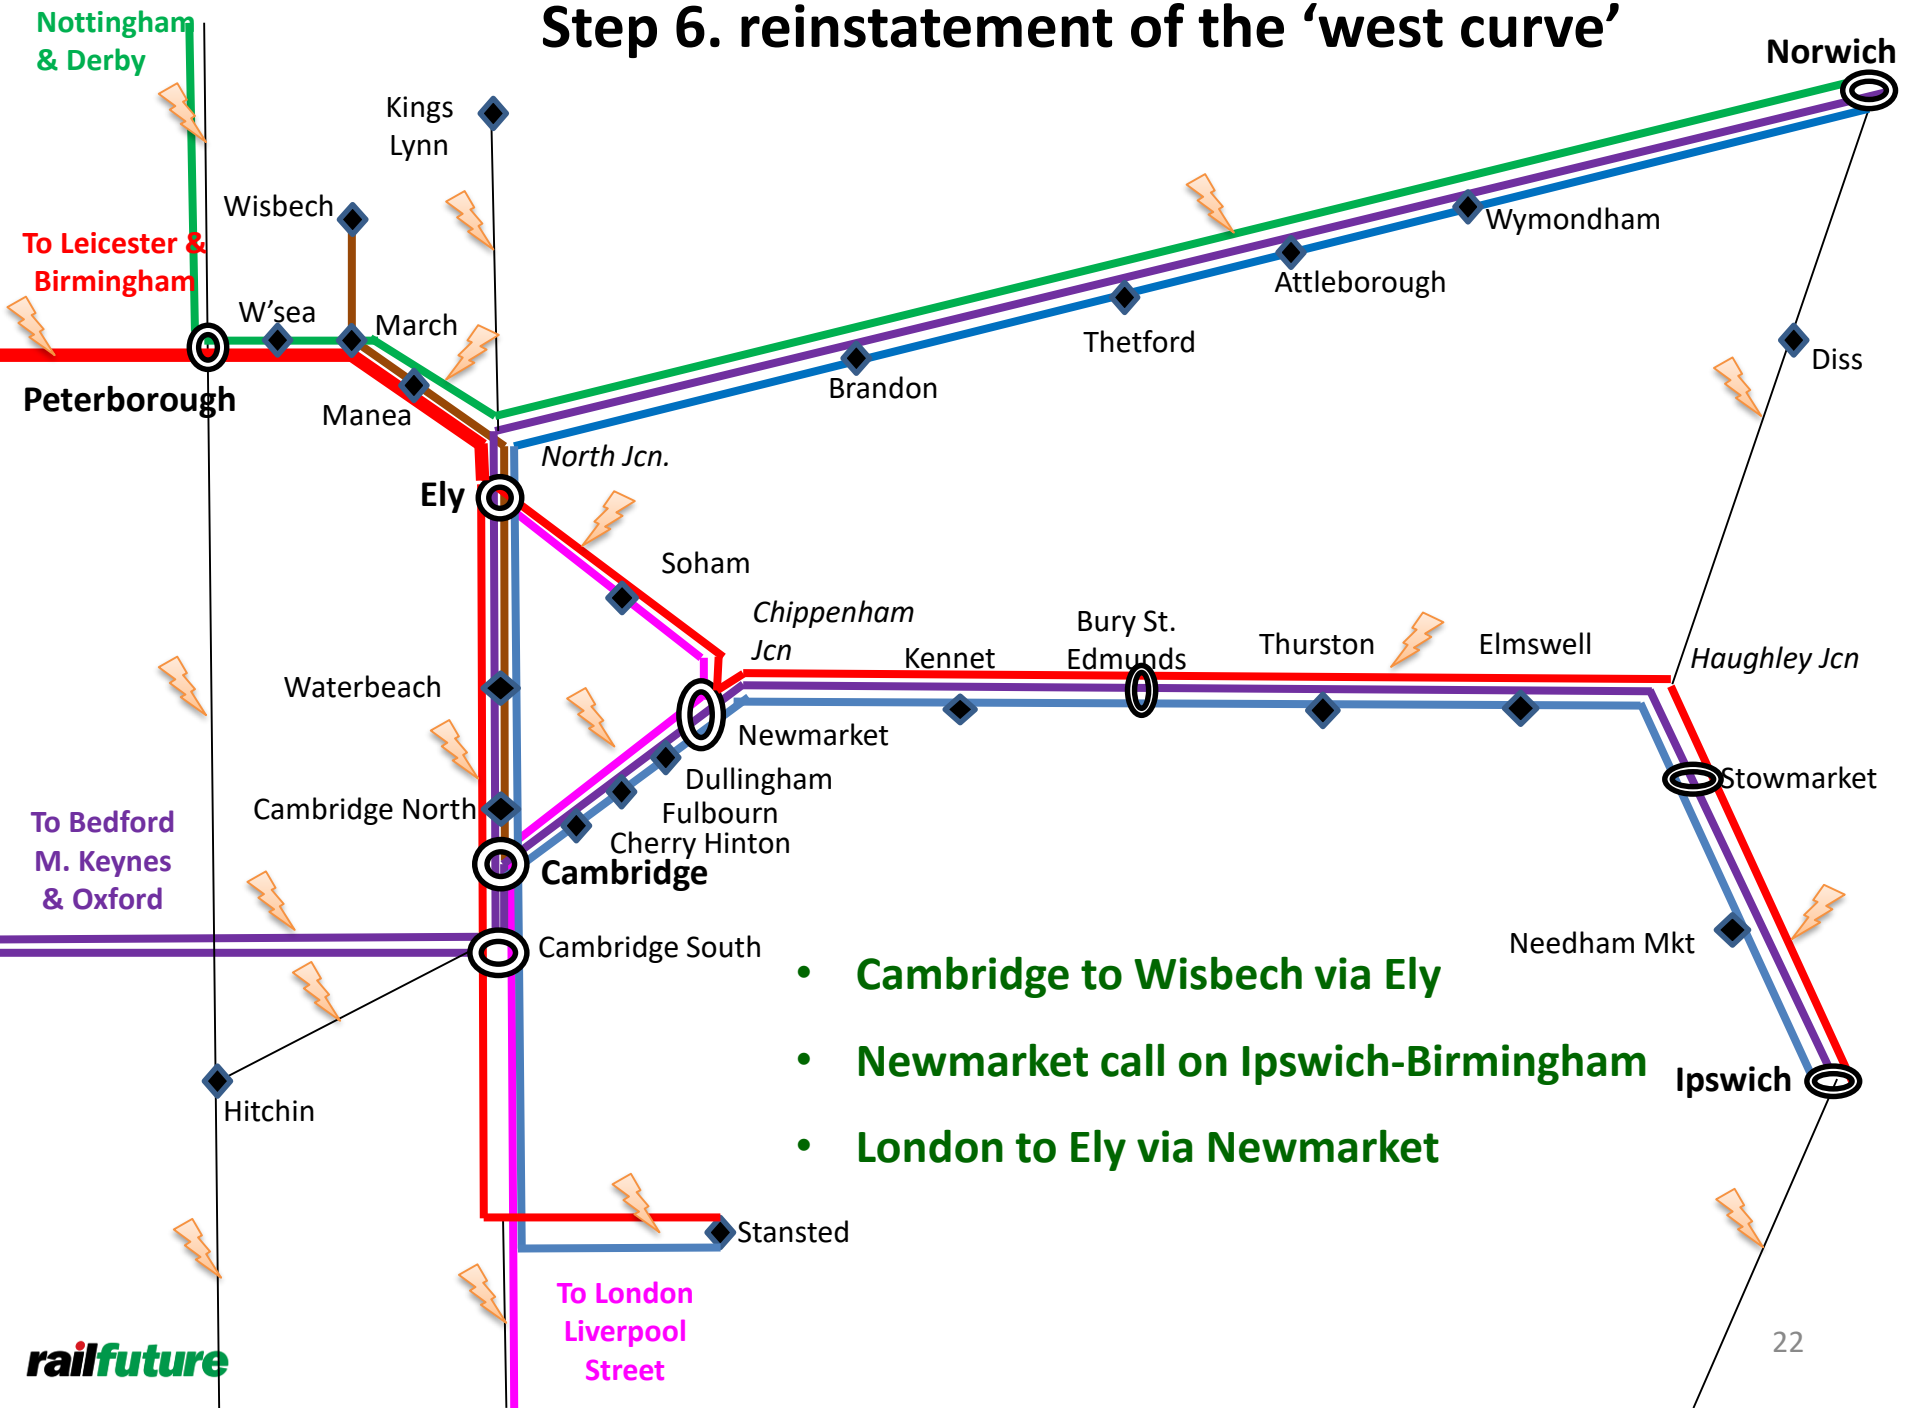 Step 6. reinstatement of the ‘west curve’
Nottingham
& Derby
Norwich
Kings
Lynn
Wisbech
Wymondham
To Leicester &
Birmingham
Attleborough
W’sea
March
Thetford
Diss
Brandon
Peterborough
Manea
North Jcn.
Ely
Soham
Chippenham
Jcn
Bury St.
Edmunds
Kennet
Thurston
Elmswell
Haughley Jcn
Waterbeach
Newmarket
Dullingham
Stowmarket
Cambridge North
Fulbourn
Cherry Hinton
To Bedford
M. Keynes
& Oxford
Cambridge
Cambridge South
Needham Mkt
• Cambridge to Wisbech via Ely
• Newmarket call on Ipswich-Birmingham
Ipswich
Hitchin
• London to Ely via Newmarket
Stansted
To London
Liverpool
Street
railfuture
22